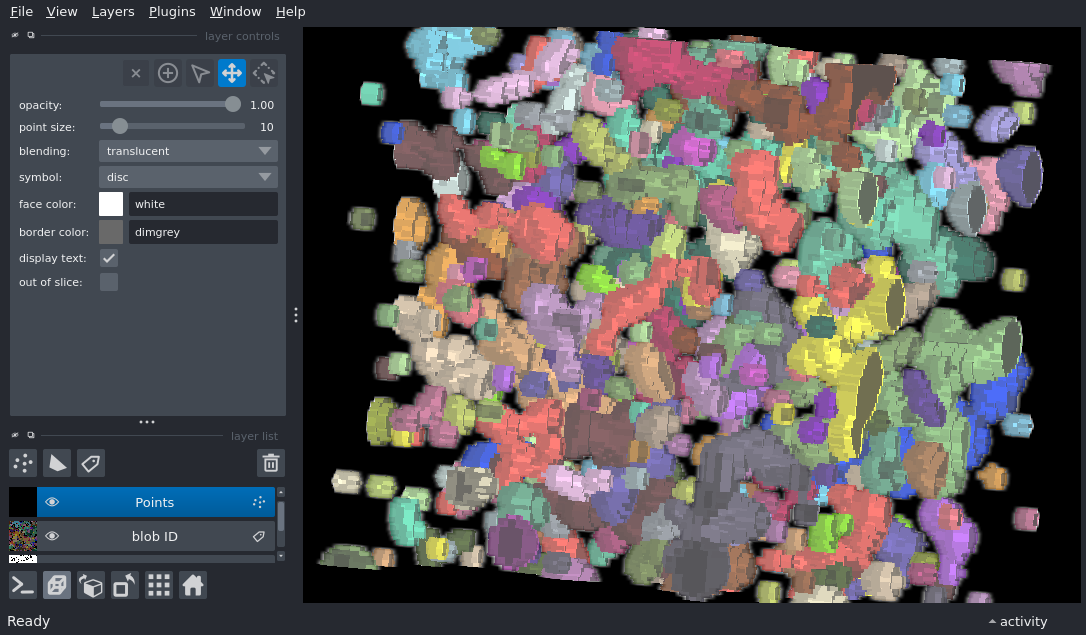 File View Layers Plugins Window Help
layer controls
opacity: 1.00
point size: 10
blending: translucent
symbol: disc
face color: white
border color: dimgrey
display text:
out of slice:
layer list
Points
blob ID
Ready
activity